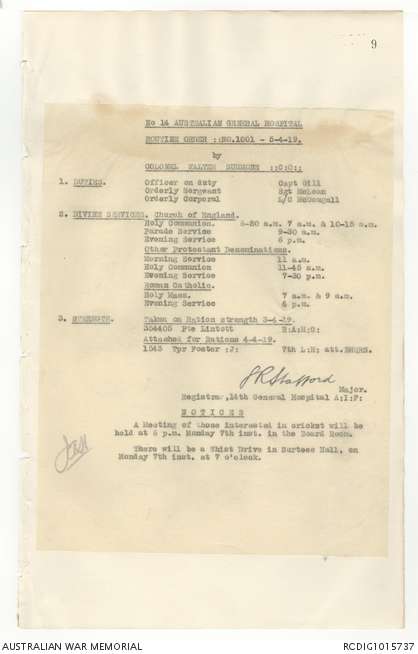 9
No 14 AUSTRALIAN GENERAL HOSPITAL
ROUTINE ORDER ::NO.1001 - 5-4-19.
by
COLONEL WALTER SUMMONS ::C:O::
1. DUTIES. Officer on duty Capt Gill
Orderly Sergeant Sgt McLeon
Orderly Corporal L/C McDougall
2. DIVINE SERVICES. Church of England.
Holy Communion. 6-30 a.m. 7 a.m. & 10-15 a.m.
Parade Service 9-30 a.m.
Evening Service 6 p.m.
Other Protestant Denominations.
Morning Service 11 a.m.
Holy Communion 11-45 a.m.
Evening Service 7-30 p.m.
Roman Catholic.
Holy Mass. 7 a.m. & 9 a.m.
Evening Service 4 p.m.
3. STRENGTH. Taken on Ration strength 3-4-19.
354405 Pte Lintott R:A:M:C:
Attached for Rations 4-4-19.
1543 Tpr Foster :J: 7th L:H: att.
J R Stafford
Major.
Registrar, 14th General Hospital A:I:F:
NOTICES
A Meeting of those interested in cricket will be
held at 6 p.m. Monday 7th inst. in the Board Room.
There will be a Whist Drive in Surtees Hall, on
Monday 7th inst. at 7 o'clock.
AUSTRALIAN WAR MEMORIAL
RCDIG1015737